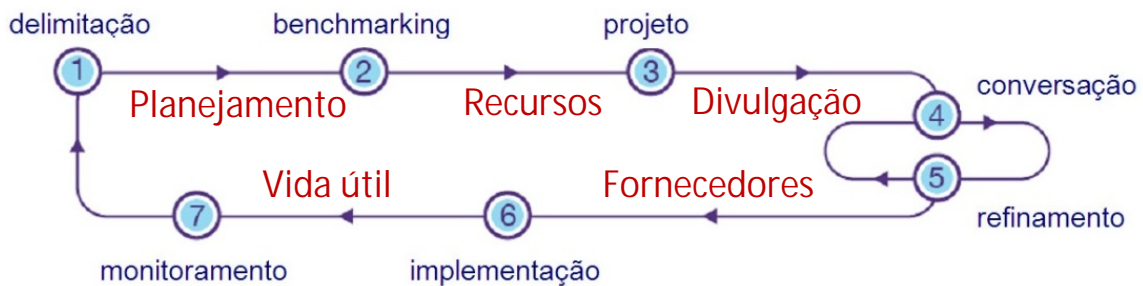 delimitação benchmarking projeto
1 2 3 conversação
Planejamento Recursos Divulgação
4
Vida útil Fornecedores 5
7 6 refinamento
monitoramento implementação